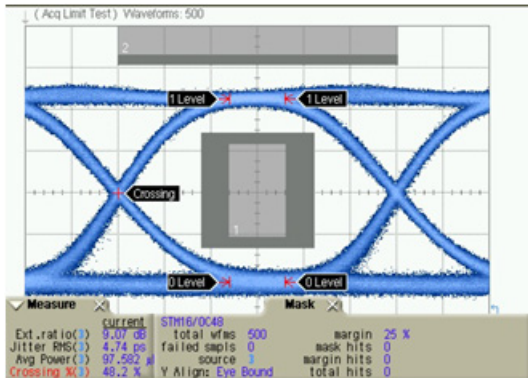 ( Acq Limit Test ) Waveforms: 500
2
1 Level 1 Level
Crossing
1
0 Level 0 Level
Measure Mask
current
Ext.ratio(3) 9.07 dB
Jitter RMS(3) 4.74 ps
Avg Power(3) 97.582
Crossing %(3) 48.2 %
STM16/OC48
total wfms 500 margin 25 %
failed smpls 0 mask hits 0
source 3 margin hits 0
Y Align: Eye Bound total hits 0